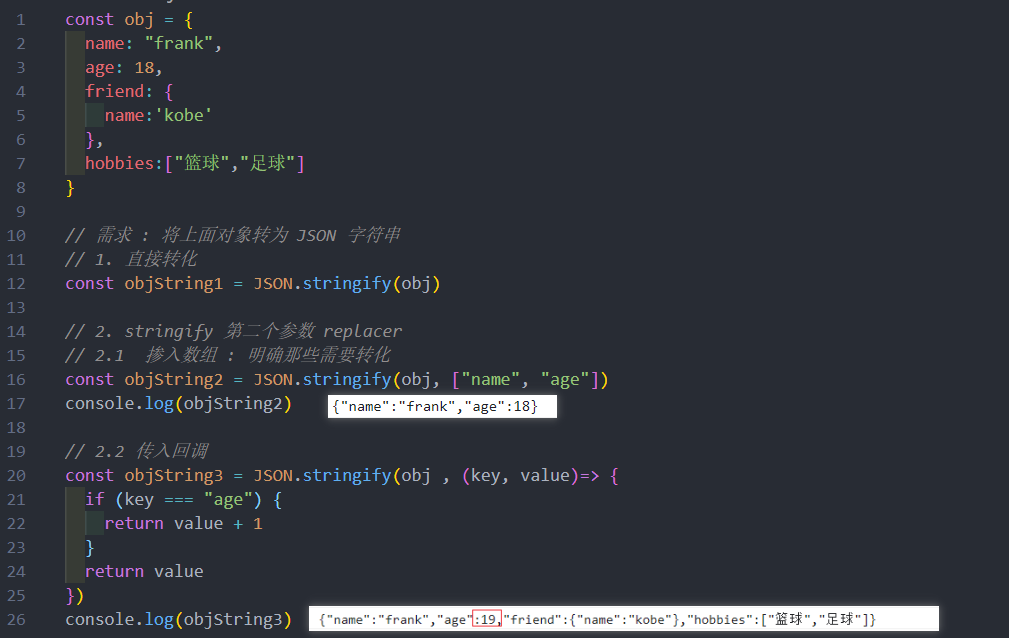 1 const obj = {
2 name: "frank",
3 age: 18,
4 friend: {
5 name:'kobe'
6 },
7 hobbies:["篮球","足球"]
8 }
9
10 // 需求 : 将上面对象转为 JSON 字符串
11 // 1. 直接转化
12 const objString1 = JSON.stringify(obj)
13
14 // 2. stringify 第二个参数 replacer
15 // 2.1 掺入数组 : 明确那些需要转化
16 const objString2 = JSON.stringify(obj, ["name", "age"])
17 console.log(objString2) {"name":"frank","age":18}
18
19 // 2.2 传入回调
20 const objString3 = JSON.stringify(obj , (key, value)=> {
21 if (key === "age") {
22 return value + 1
23 }
24 return value
25 })
26 console.log(objString3) {"name":"frank","age":19,"friend":{"name":"kobe"},"hobbies":["篮球","足球"]}